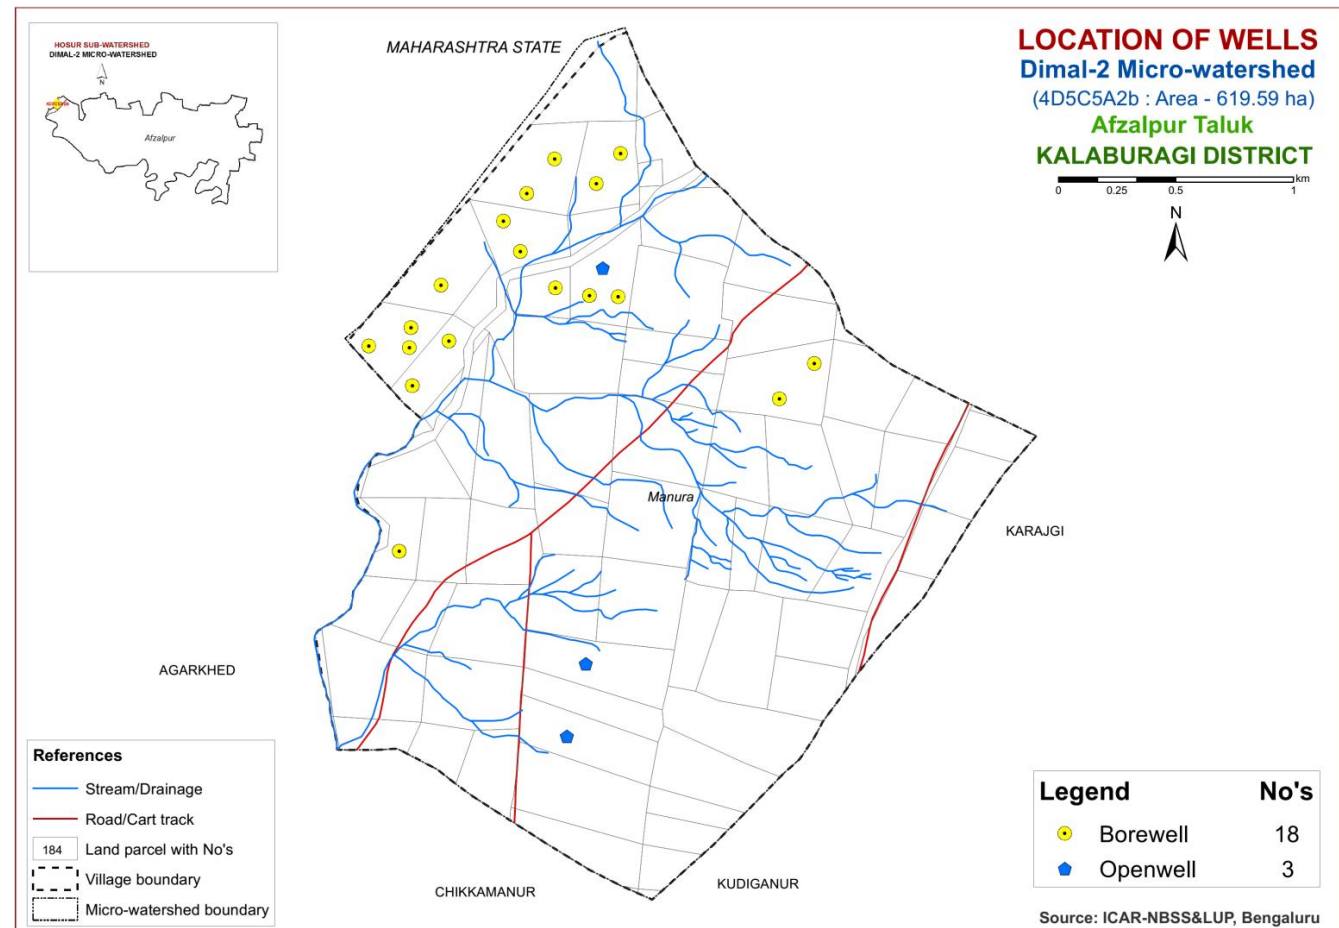 HOSUR SUB-WATERSHED
DIMAL-2 MICRO-WATERSHED
N
Afzalpur
MAHARASHTRA STATE
LOCATION OF WELLS
Dimal-2 Micro-watershed
(4D5C5A2b : Area - 619.59 ha)
Afzalpur Taluk
KALABURAGI DISTRICT
km
0 0.25 0.5 1
N
Manura
KARAJGI
AGARKHED
CHIKKAMANUR
KUDIGANUR
References
Stream/Drainage
Road/Cart track
184 Land parcel with No's
Village boundary
Micro-watershed boundary
Legend No's
Borewell 18
Openwell 3
Source: ICAR-NBSS&LUP, Bengaluru